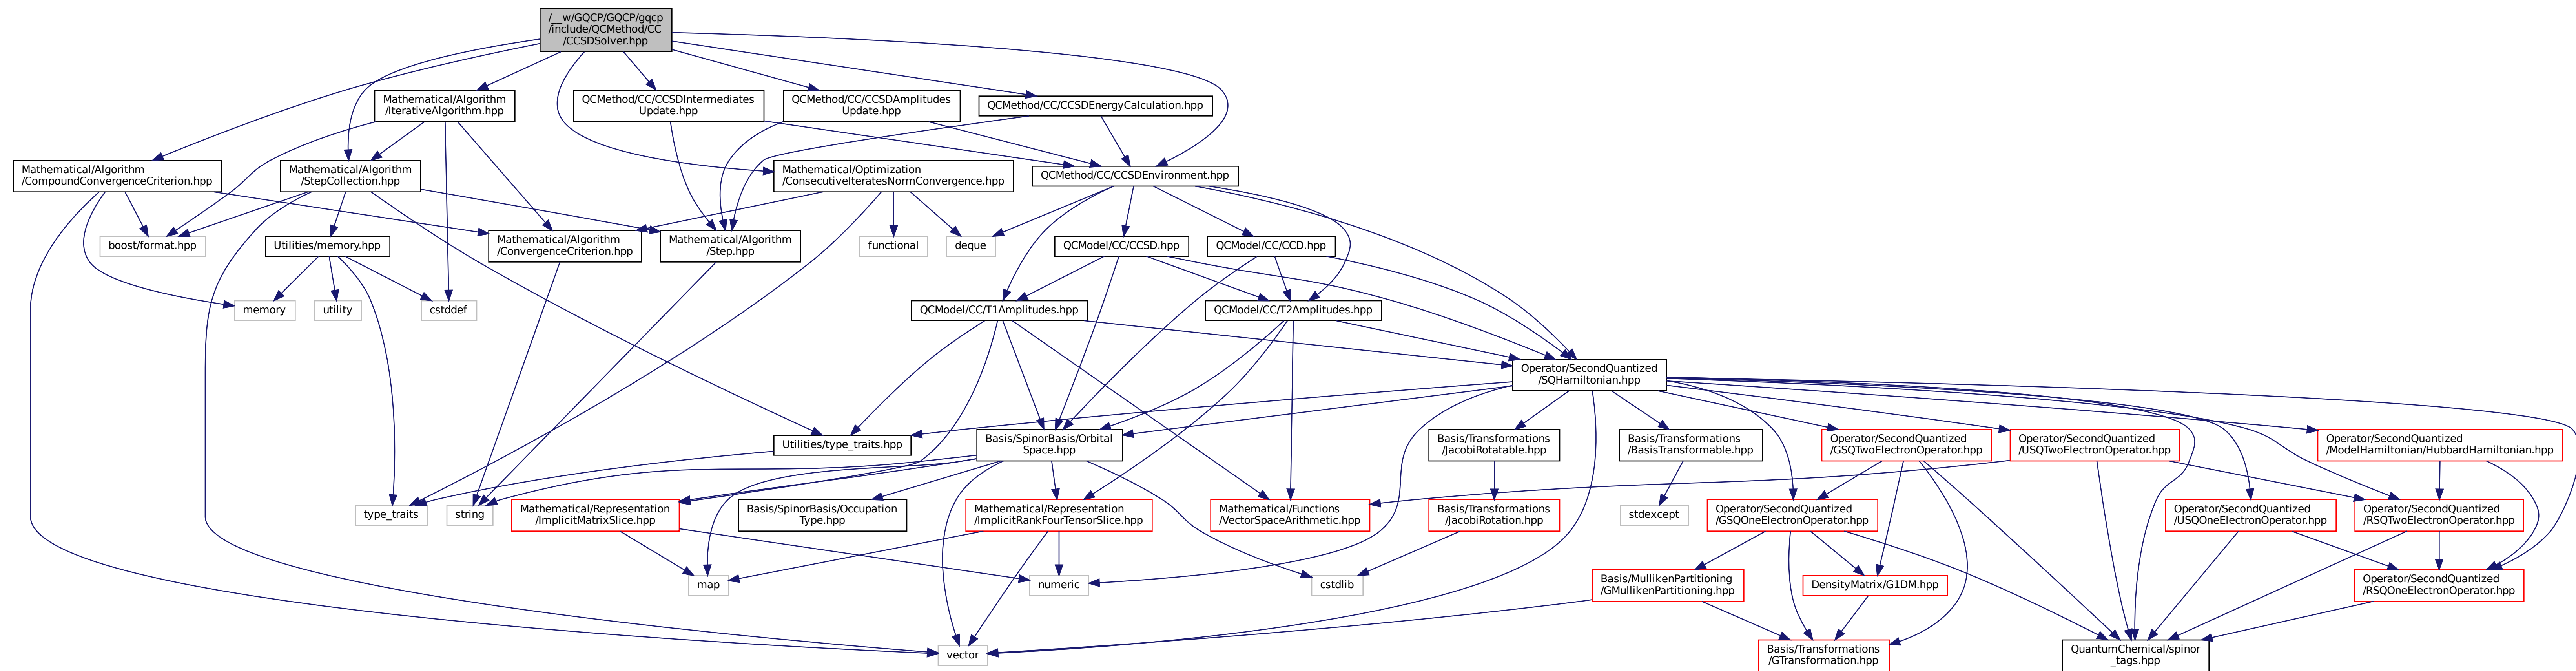 /__w/GQCP/GQCP/gqcp
/include/QCMethod/CC
/CCSDSolver.hpp
Mathematical/Algorithm
/IterativeAlgorithm.hpp
QCMethod/CC/CCSDIntermediates
Update.hpp
QCMethod/CC/CCSDAmplitudes
Update.hpp
QCMethod/CC/CCSDEnergyCalculation.hpp
Mathematical/Algorithm
/CompoundConvergenceCriterion.hpp
Mathematical/Algorithm
/StepCollection.hpp
Mathematical/Optimization
/ConsecutiveIteratesNormConvergence.hpp
QCMethod/CC/CCSDEnvironment.hpp
boost/format.hpp
Utilities/memory.hpp
Mathematical/Algorithm
/ConvergenceCriterion.hpp
Mathematical/Algorithm
/Step.hpp
functional
deque
QCModel/CC/CCSD.hpp
QCModel/CC/CCD.hpp
memory
utility
cstddef
QCModel/CC/T1Amplitudes.hpp
QCModel/CC/T2Amplitudes.hpp
Operator/SecondQuantized
/SQHamiltonian.hpp
Utilities/type_traits.hpp
Basis/SpinorBasis/Orbital
Space.hpp
Basis/Transformations
/JacobiRotatable.hpp
Basis/Transformations
/BasisTransformable.hpp
Operator/SecondQuantized
/GSQTwoElectronOperator.hpp
Operator/SecondQuantized
/USQTwoElectronOperator.hpp
Operator/SecondQuantized
/ModelHamiltonian/HubbardHamiltonian.hpp
type_traits
string
Mathematical/Representation
/ImplicitMatrixSlice.hpp
Basis/SpinorBasis/Occupation
Type.hpp
Mathematical/Representation
/ImplicitRankFourTensorSlice.hpp
Mathematical/Functions
/VectorSpaceArithmetic.hpp
Basis/Transformations
/JacobiRotation.hpp
stdexcept
Operator/SecondQuantized
/GSQOneElectronOperator.hpp
Operator/SecondQuantized
/USQOneElectronOperator.hpp
Operator/SecondQuantized
/RSQTwoElectronOperator.hpp
map
numeric
cstdlib
Basis/MullikenPartitioning
/GMullikenPartitioning.hpp
DensityMatrix/G1DM.hpp
Operator/SecondQuantized
/RSQOneElectronOperator.hpp
vector
Basis/Transformations
/GTransformation.hpp
QuantumChemical/spinor
_tags.hpp